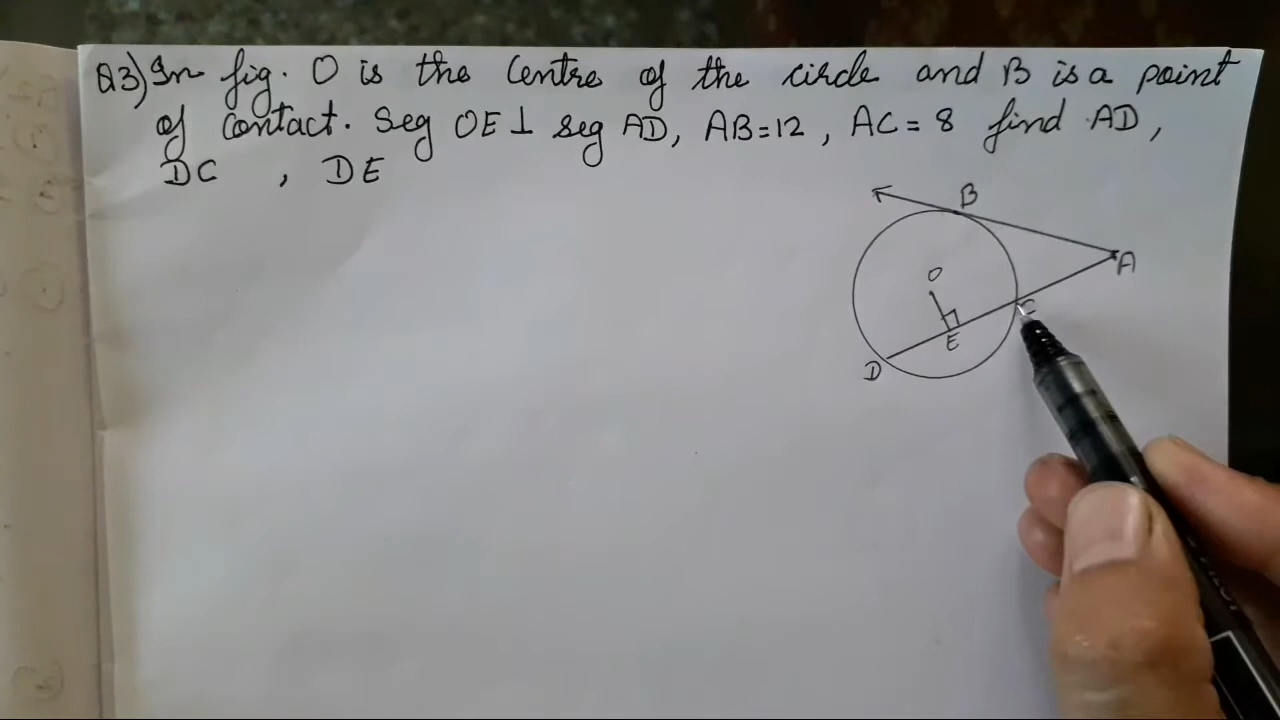 Q3) In fig. O is the Centre of the circle and B is a point
of Contact. Seg OE ⊥ seg AD, AB = 12, AC = 8 find AD,
DC , DE
B
A
O
C
E
D